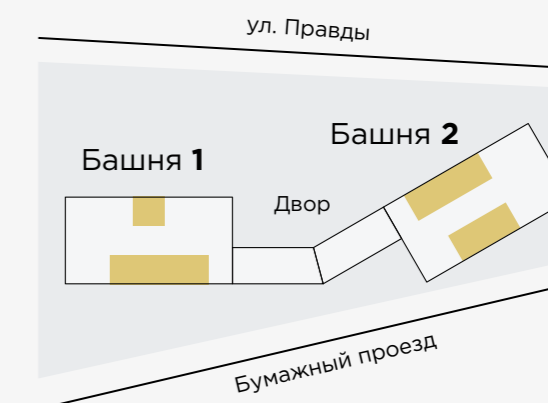 ул. Правды
Башня 2
Башня 1
Двор
Бумажный проезд